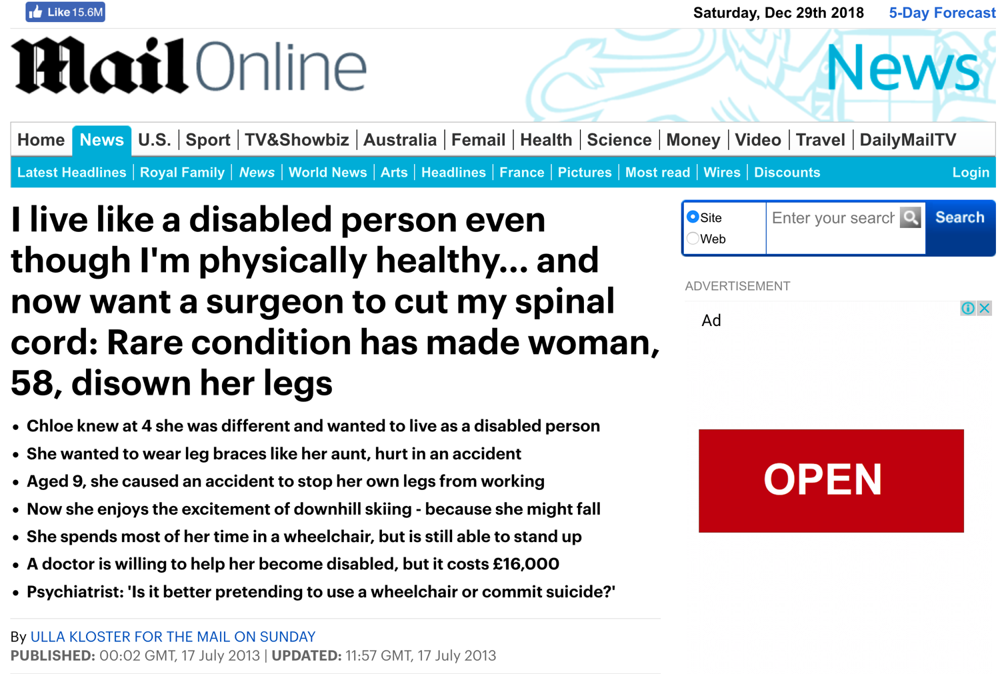 Like 15.6M
Saturday, Dec 29th 2018 5-Day Forecast
Mail Online
News
Home News U.S. Sport TV&Showbiz Australia Femail Health Science Money Video Travel DailyMailTV
Latest Headlines Royal Family News World News Arts Headlines France Pictures Most read Wires Discounts Login
I live like a disabled person even
though I'm physically healthy... and
now want a surgeon to cut my spinal
cord: Rare condition has made woman,
58, disown her legs
• Chloe knew at 4 she was different and wanted to live as a disabled person
• She wanted to wear leg braces like her aunt, hurt in an accident
• Aged 9, she caused an accident to stop her own legs from working
• Now she enjoys the excitement of downhill skiing - because she might fall
• She spends most of her time in a wheelchair, but is still able to stand up
• A doctor is willing to help her become disabled, but it costs £16,000
• Psychiatrist: 'Is it better pretending to use a wheelchair or commit suicide?'
By ULLA KLOSTER FOR THE MAIL ON SUNDAY
PUBLISHED: 00:02 GMT, 17 July 2013 | UPDATED: 11:57 GMT, 17 July 2013
Site
Web
Enter your search
Search
ADVERTISEMENT
Ad
OPEN